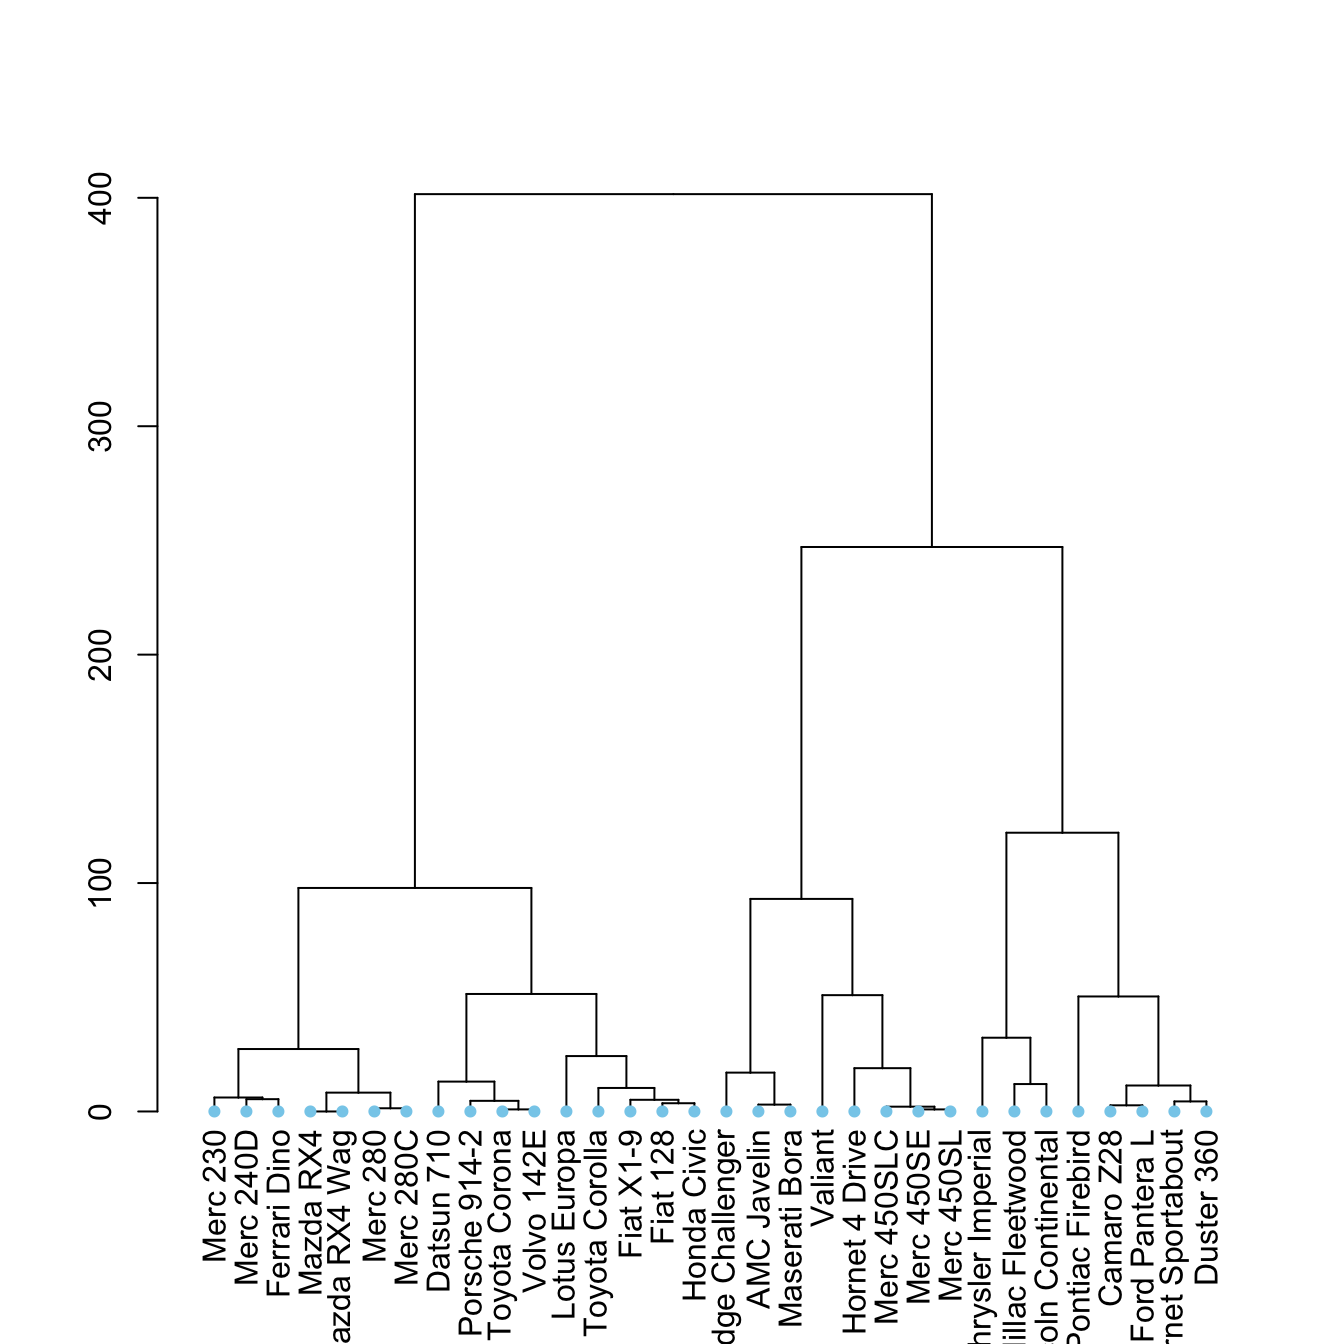 400
300
200
100
0
Merc 230
Merc 240D
Ferrari Dino
Mazda RX4
azda RX4 Wag
Merc 280
Merc 280C
Datsun 710
Porsche 914-2
Toyota Corona
Volvo 142E
Lotus Europa
Toyota Corolla
Fiat X1-9
Fiat 128
Honda Civic
dge Challenger
AMC Javelin
Maserati Bora
Valiant
Hornet 4 Drive
Merc 450SLC
Merc 450SE
Merc 450SL
hrysler Imperial
illac Fleetwood
oln Continental
Pontiac Firebird
Camaro Z28
Ford Pantera L
rnet Sportabout
Duster 360